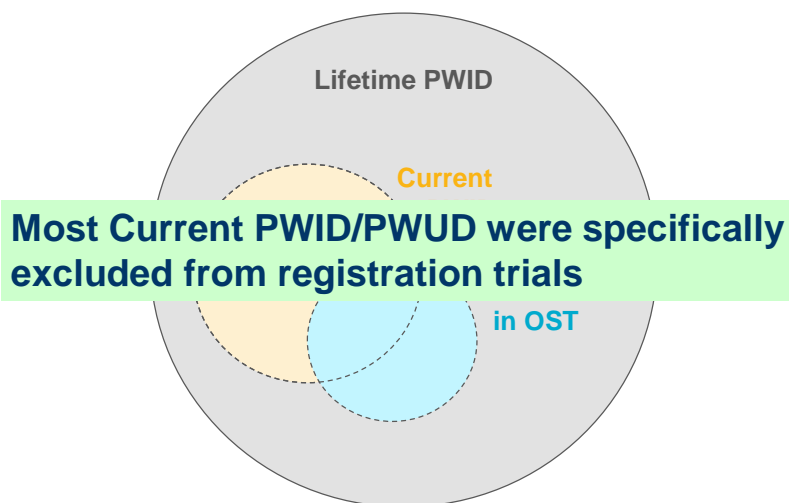 Lifetime PWID
Current
Most Current PWID/PWUD were specifically
excluded from registration trials
in OST